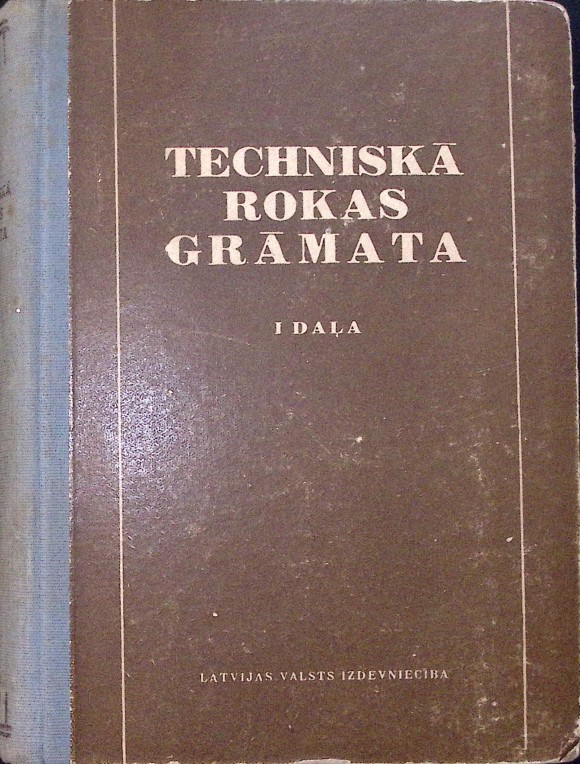 TECHNISKĀ
ROKAS
GRĀMATA
I DAĻA
LATVIJAS VALSTS IZDEVNIECĪBA